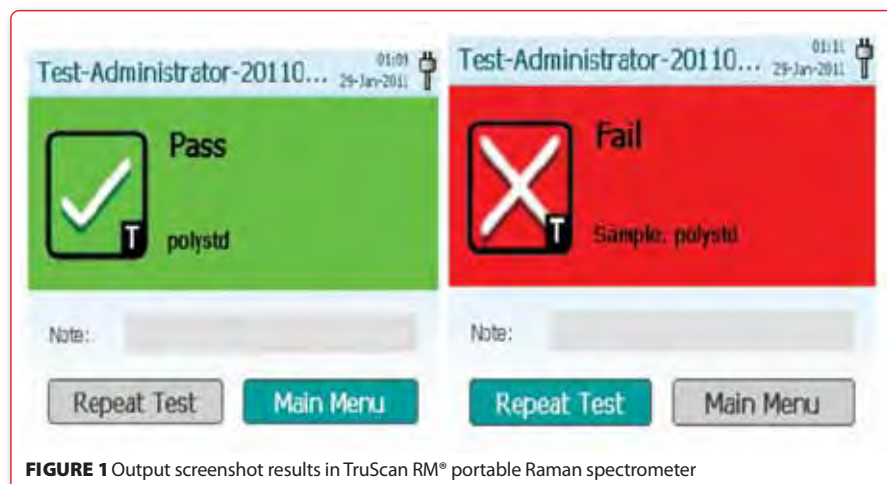 Test-Administrator-20110... 01:09
29-Jan-2011
Pass
T
polystd
Note:
Repeat Test Main Menu
Test-Administrator-20110... 01:11
29-Jan-2011
Fail
T
Sample: polystd
Note:
Repeat Test Main Menu
FIGURE 1 Output screenshot results in TruScan RM® portable Raman spectrometer